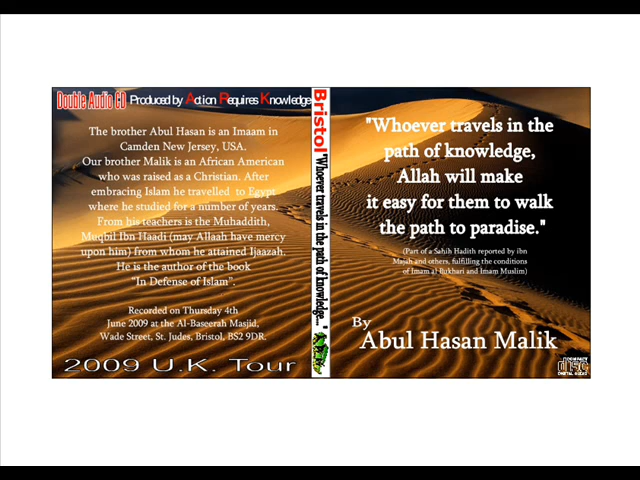 Double Audio CD Produced by Action Requires Knowledge
The brother Abul Hasan is an Imaam in
Camden New Jersey, USA.
Our brother Malik is an African American
who was raised as a Christian. After
embracing Islam he travelled to Egypt
where he studied for a number of years.
From his teachers is the Muhaddith,
Muqbil Ibn Haadi (may Allaah have mercy
upon him) from whom he attained Ijaazah.
He is the author of the book
"In Defense of Islam".
Recorded on Thursday 4th
June 2009 at the Al-Baseerah Masjid,
Wade Street, St. Judes, Bristol, BS2 9DR.
2009 U.K. Tour
Bristol "Whoever travels in the path of knowledge..."
"Whoever travels in the
path of knowledge,
Allah will make
it easy for them to walk
the path to paradise."
(Part of a Sahih Hadith reported by ibn
Majah and others, fulfilling the conditions
of Imam al Bukhari and Imam Muslim)
By
Abul Hasan Malik
COMPACT
disc
DIGITAL AUDIO